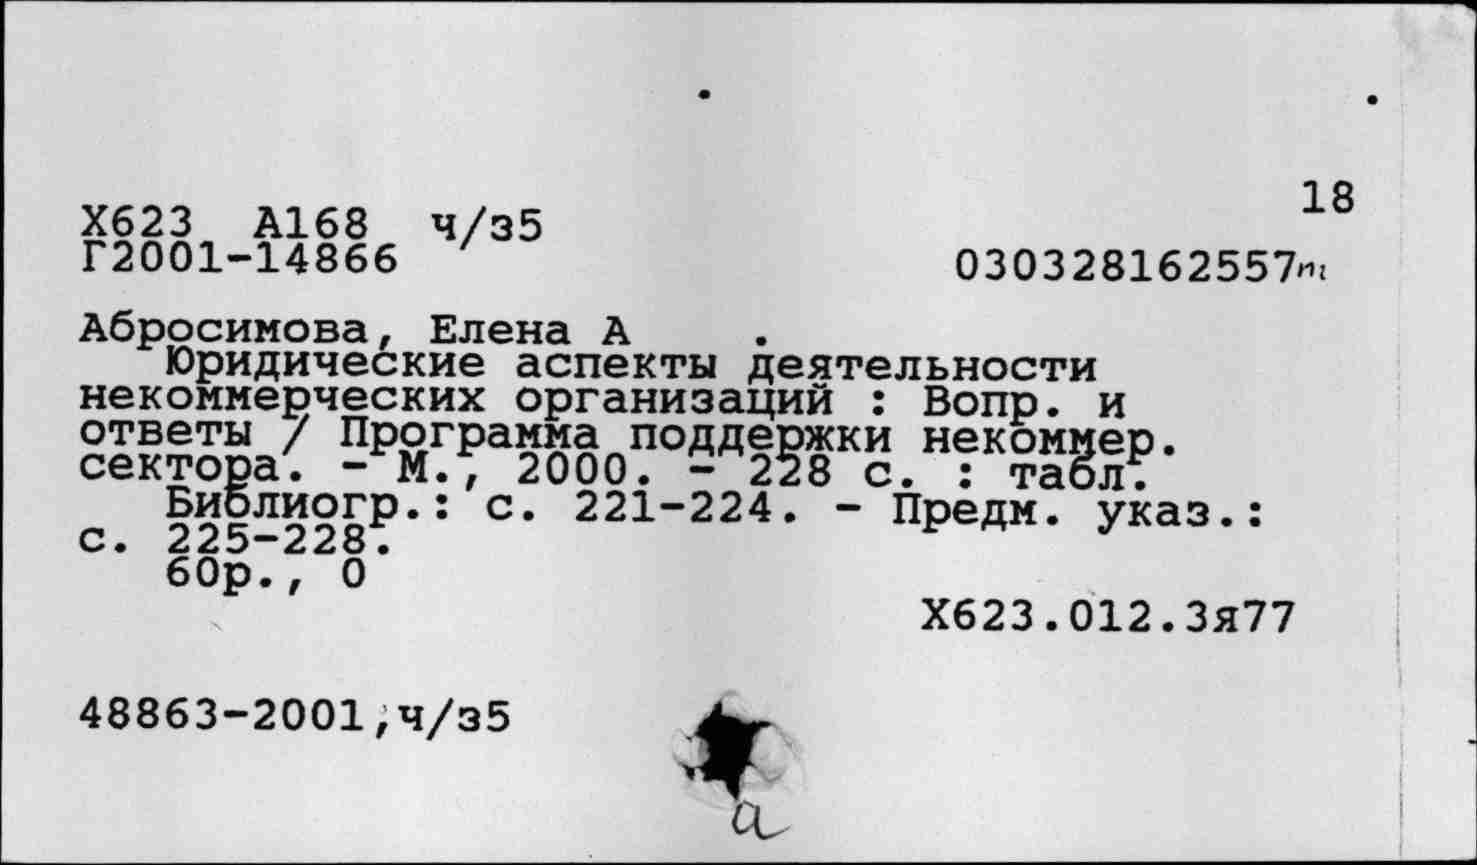 18
Х623 А168 ч/з5
Г2001-14866
030328162557
Абросимова, Елена А .
Юридические аспекты деятельности
некоммерческих организаций : Вопр. и
ответы / Программа поддержки некоммер.
сектора. - М., 2000. - 228 с. : табл.
Библиогр.: с. 221-224. - Предм. указ.:
с. 225-228.
60р., 0
Х623.012.3я77
48863-2001,ч/з5
а